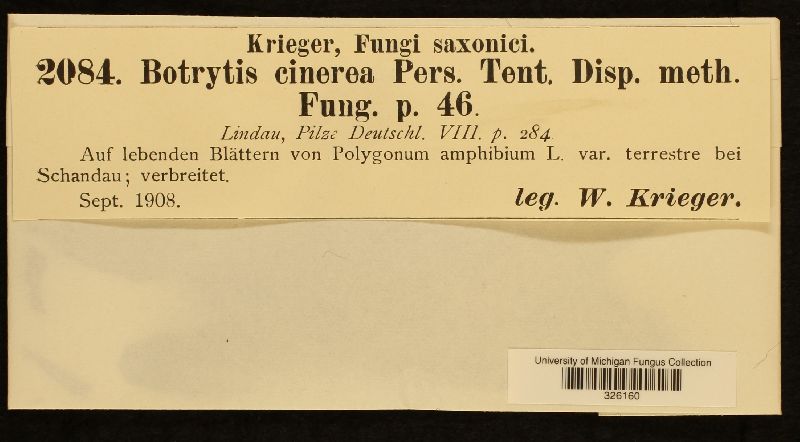 Krieger, Fungi saxonici.
2084. Botrytis cinerea Pers. Tent. Disp. meth.
Fung. p. 46.
Lindau, Pilze Deutschl. VIII. p. 284.
Auf lebenden Blättern von Polygonum amphibium L. var. terrestre bei
Schandau; verbreitet.
Sept. 1908. leg. W. Krieger.
University of Michigan Fungus Collection
326160